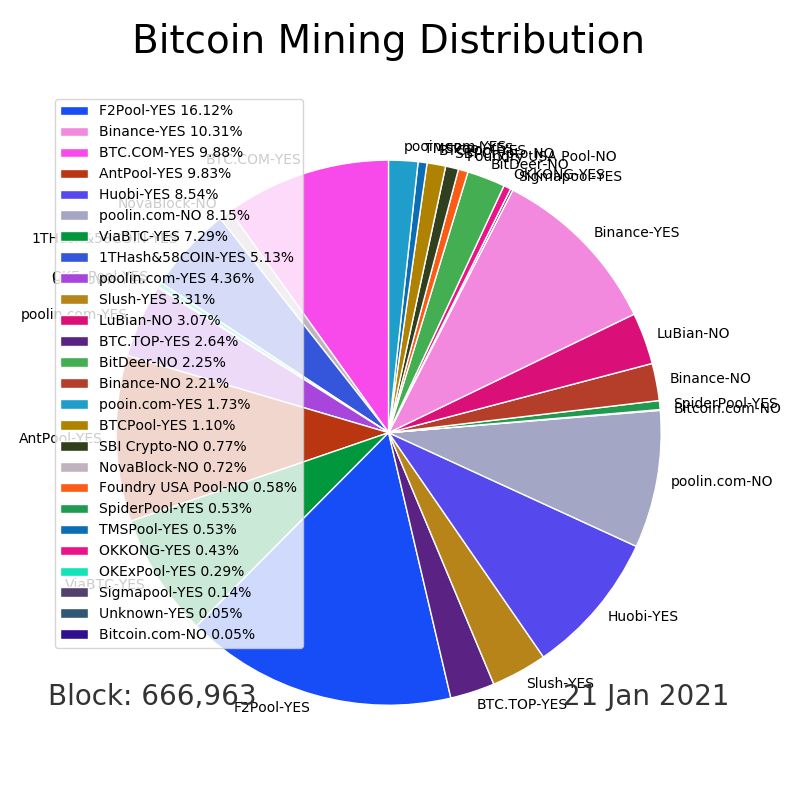 Bitcoin Mining Distribution
F2Pool-YES 16.12%
Binance-YES 10.31%
BTC.COM-YES 9.88%
AntPool-YES 9.83%
Huobi-YES 8.54%
poolin.com-NO 8.15%
ViaBTC-YES 7.29%
1THash&58COIN-YES 5.13%
poolin.com-YES 4.36%
Slush-YES 3.31%
LuBian-NO 3.07%
BTC.TOP-YES 2.64%
BitDeer-NO 2.25%
Binance-NO 2.21%
pooin.com-YES 1.73%
BTCPool-YES 1.10%
SBI Crypto-NO 0.77%
NovaBlock-NO 0.72%
Foundry USA Pool-NO 0.58%
SpiderPool-YES 0.53%
TMSPool-YES 0.53%
OKKONG-YES 0.43%
OKExPool-YES 0.29%
Sigmapool-YES 0.14%
Unknown-YES 0.05%
Bitcoin.com-NO 0.05%
BTC.COM-YES
NovaBlock-NO
poolin.com-YES
AntPool-YES
ViaBTC-YES
F2Pool-YES
BTC.TOP-YES
Slush-YES
Huobi-YES
poolin.com-NO
Bitcoin.com-NO
SpiderPool-YES
Binance-NO
LuBian-NO
Binance-YES
Sigmapool-YES
OKKONG-YES
BitDeer-NO
Foundry USA Pool-NO
pooin.com-YES
Block: 666,963
21 Jan 2021